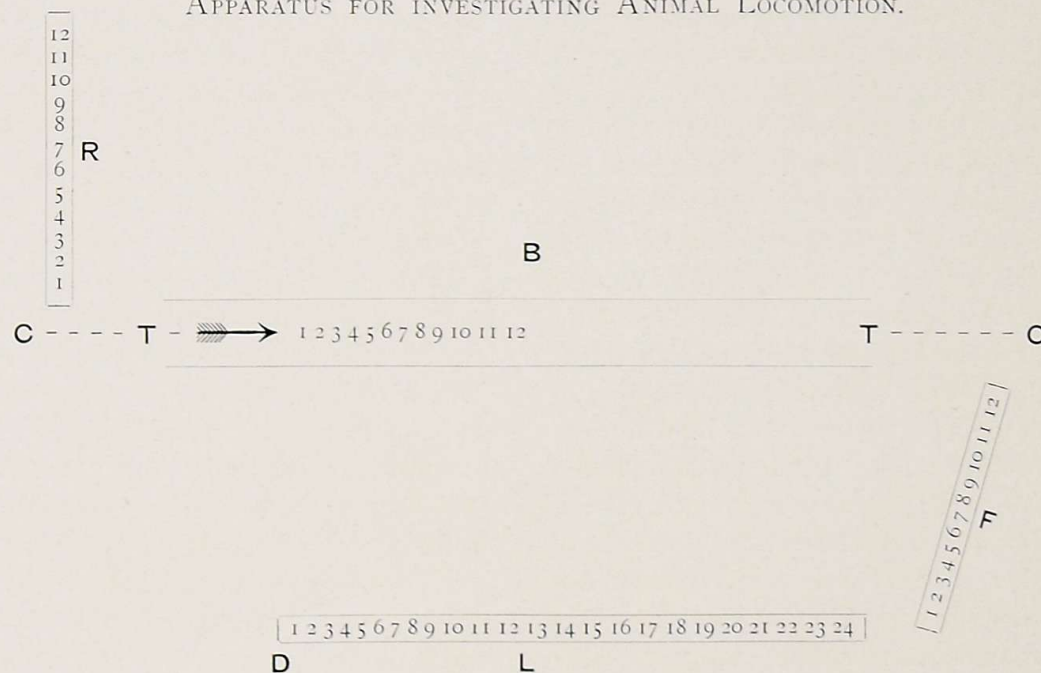 APPARATUS FOR INVESTIGATING ANIMAL LOCOMOTION.
12
11
10
9
8
7
6
5
4
3
2
1
R
B
C T 1 2 3 4 5 6 7 8 9 10 11 12 T C
1 2 3 4 5 6 7 8 9 10 11 12
F
1 2 3 4 5 6 7 8 9 10 11 12 13 14 15 16 17 18 19 20 21 22 23 24
D L